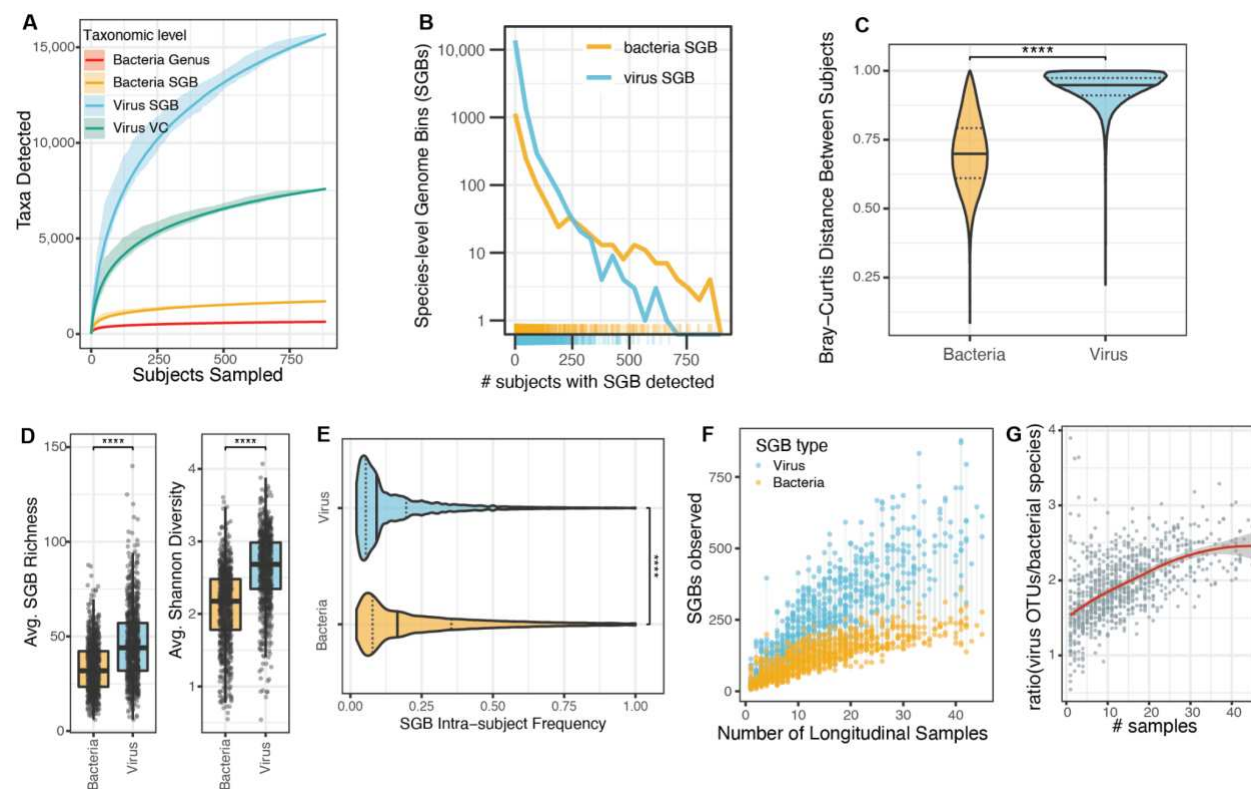 A
Taxonomic level
Bacteria Genus
Bacteria SGB
Virus SGB
Virus VC
15,000
10,000
5,000
0
Taxa Detected
0 250 500 750
Subjects Sampled
B
bacteria SGB
virus SGB
10,000
1000
100
10
1
Species-level Genome Bins (SGBs)
0 250 500 750
# subjects with SGB detected
C
****
1.00
0.75
0.50
0.25
Bray-Curtis Distance Between Subjects
Bacteria Virus
D
**** ****
150
100
50
0
Avg. SGB Richness
Bacteria
Virus
4
3
2
1
Avg. Shannon Diversity
Bacteria
Virus
E
Virus
Bacteria
****
0.00 0.25 0.50 0.75 1.00
SGB Intra-subject Frequency
F
SGB type
Virus
Bacteria
750
500
250
0
SGBs observed
0 10 20 30 40
Number of Longitudinal Samples
G
4
3
2
1
ratio(virus OTUs/bacterial species)
0 10 20 30 40
# samples